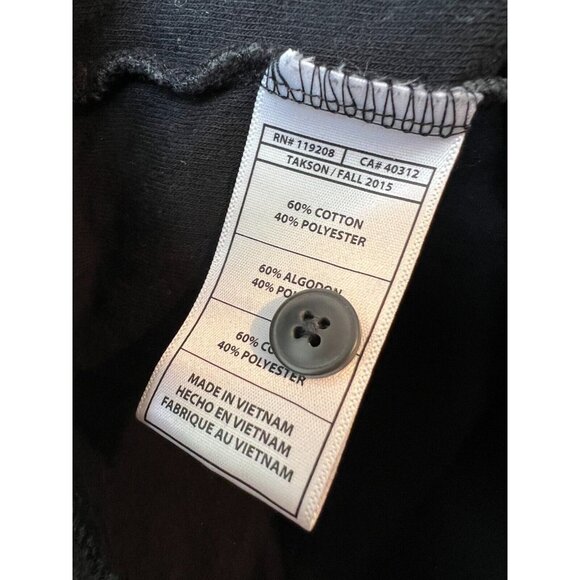 RN# 119208 CA# 40312
TAKSON / FALL 2015
60% COTTON
40% POLYESTER
60% ALGODON
40%
60%
40% POLYESTER
MADE IN VIETNAM
HECHO EN VIETNAM
FABRIQUE AU VIETNAM